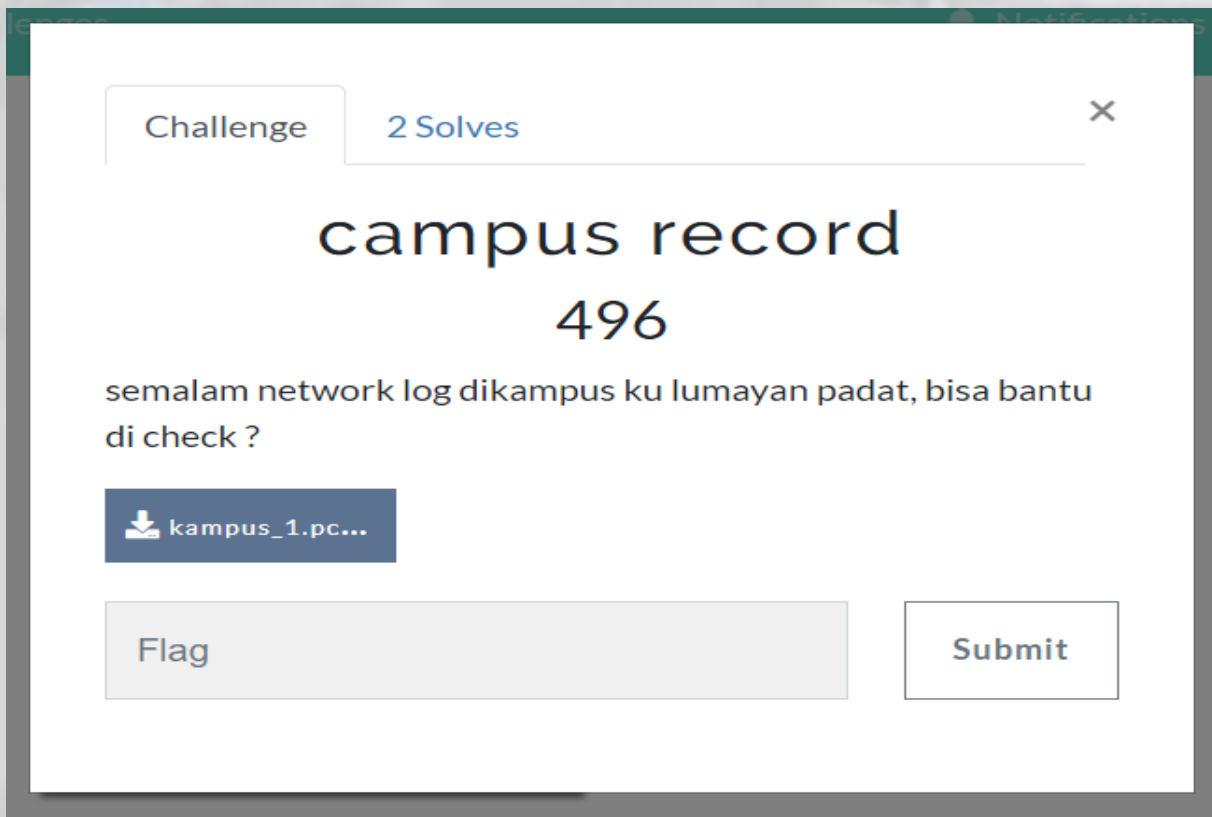 Notifications
Challenge
2 Solves
×
campus record
496
semalam network log dikampus ku lumayan padat, bisa bantu
di check ?
kampus_1.pc...
Flag
Submit